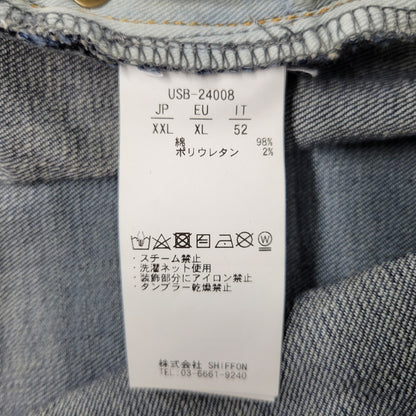 USB-24008
JP EU IT
XXL XL 52
綿 98%
ポリウレタン 2%
・スチーム禁止
・洗濯ネット使用
・装飾部分にアイロン禁止
・タンブラー乾燥禁止
株式会社 SHIFFON
TEL:03-6661-9240